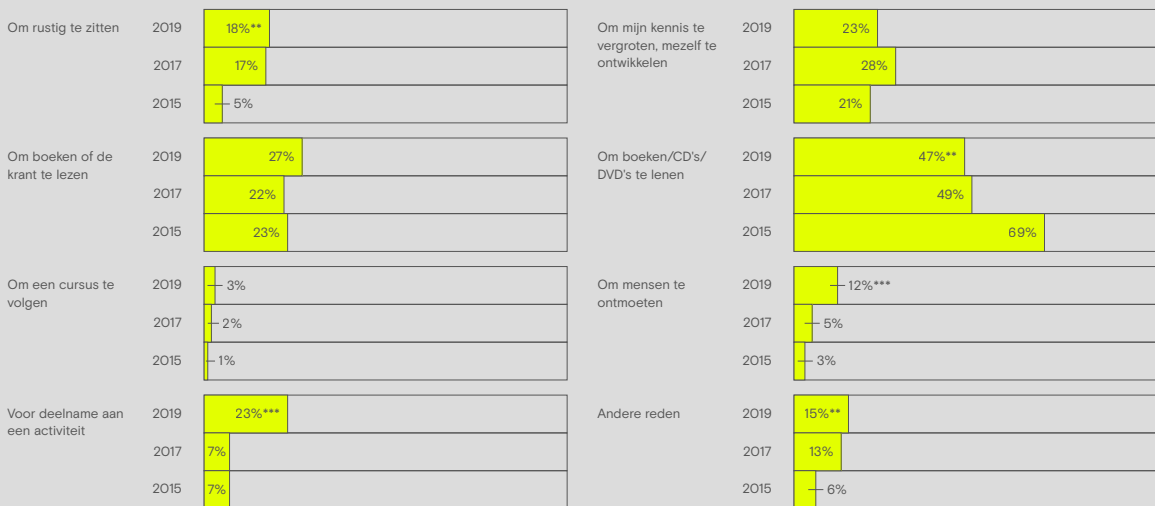 Om rustig te zitten 2019 18%**
2017 17%
2015 5%
Om boeken of de 2019 27%
krant te lezen
2017 22%
2015 23%
Om een cursus te 2019 3%
volgen
2017 2%
2015 1%
Voor deelname aan 2019 23%***
een activiteit
2017 7%
2015 7%
Om mijn kennis te 2019 23%
vergroten, mezelf te
ontwikkelen
2017 28%
2015 21%
Om boeken/CD's/ 2019 47%**
DVD's te lenen
2017 49%
2015 69%
Om mensen te 2019 12%***
ontmoeten
2017 5%
2015 3%
Andere reden 2019 15%**
2017 13%
2015 6%